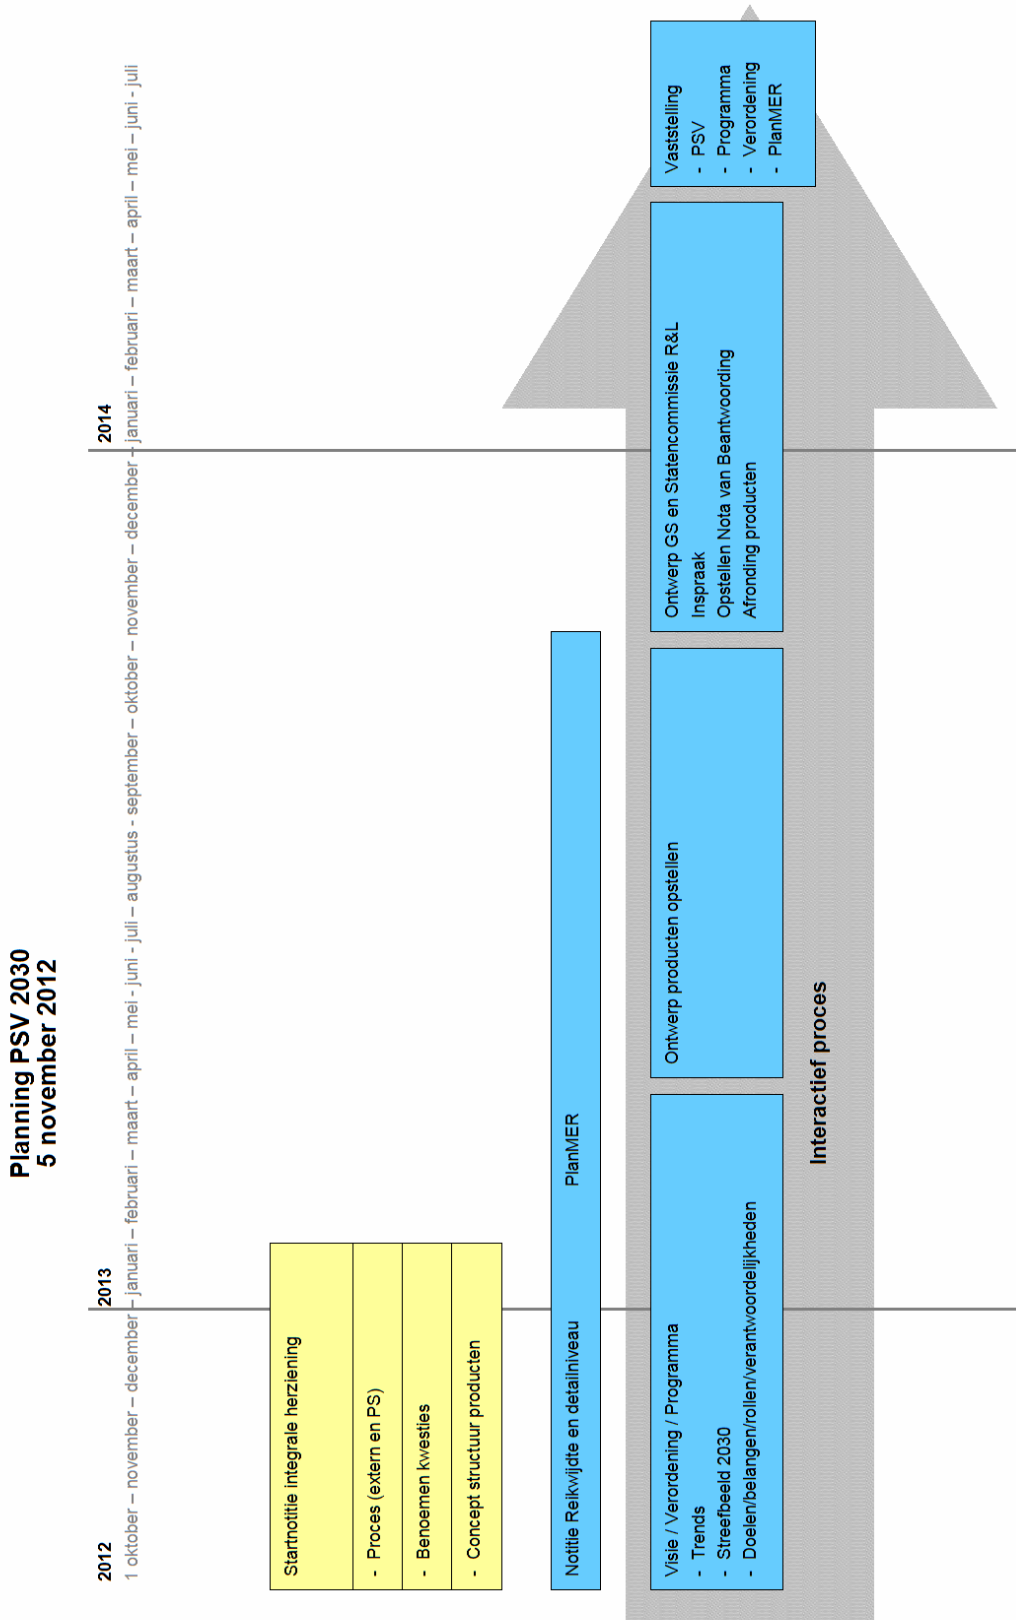 Planning PSV 2030
5 november 2012
2012
2013
2014
1 oktober – november – december – januari – februari – maart – april – mei - juni - juli – augustus - september – oktober – november – december – januari – februari – maart – april – mei – juni - juli
Startnotitie integrale herziening
- Proces (extern en PS)
- Benoemen kwesties
- Concept structuur producten
Notitie Reikwijdte en detailniveau PlanMER
Visie / Verordening / Programma
- Trends
- Streefbeeld 2030
- Doelen/belangen/rollen/verantwoordelijkheden
Ontwerp producten opstellen
Ontwerp GS en Statencommissie R&L
Inspraak
Opstellen Nota van Beantwoording
Afronding producten
Vaststelling
- PSV
- Programma
- Verordening
- PlanMER
Interactief proces